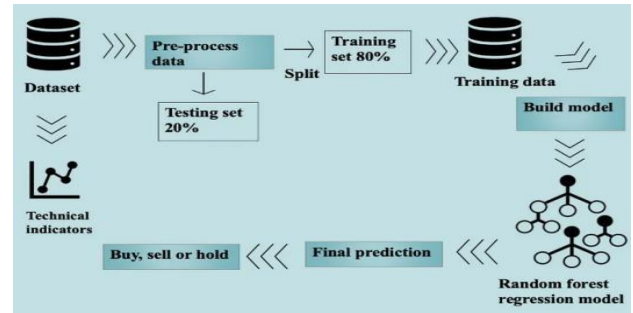 Dataset
Pre-process
data
Split
Training
set 80%
Training data
Testing set
20%
Build model
Technical
indicators
Buy, sell or hold
Final prediction
Random forest
regression model